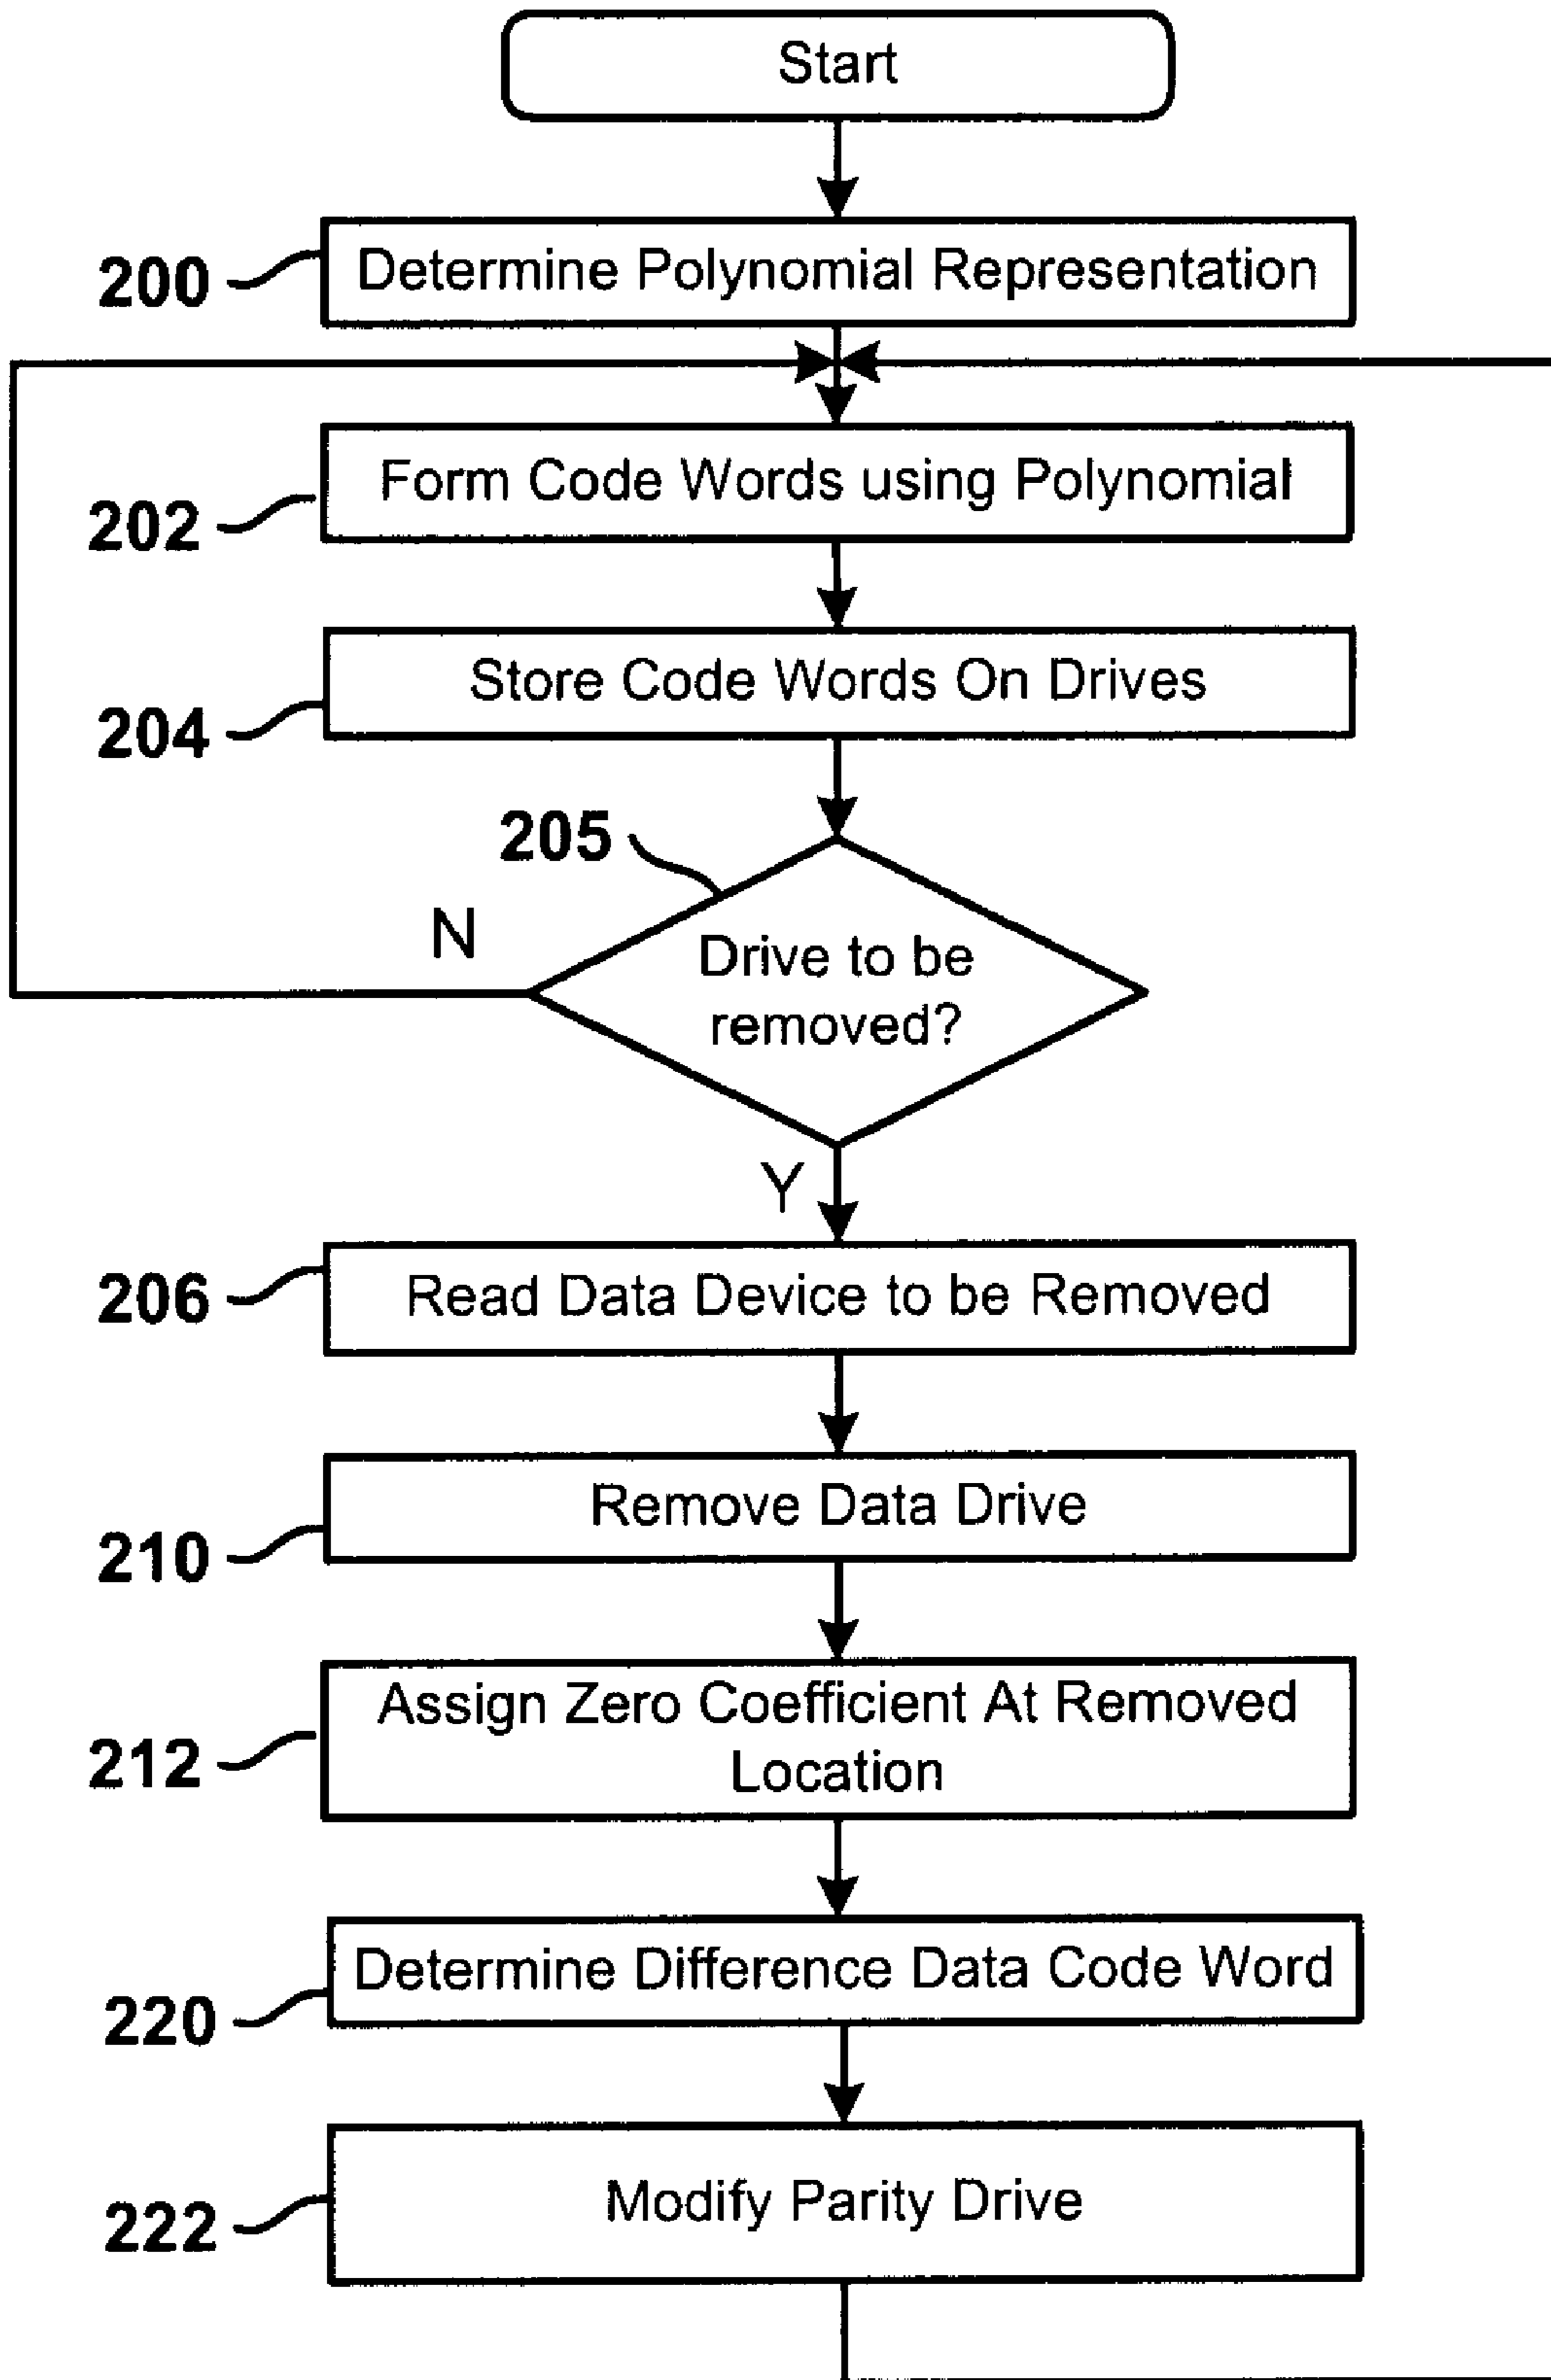 Start
200
Determine Polynomial Representation
Form Code Words using Polynomial
202
Store Code Words On Drives
204
205
N
Drive to be
removed?
Y
206
Read Data Device to be Removed
Remove Data Drive
210
Assign Zero Coefficient At Removed
212
Location
Determine Difference Data Code Word
220
Modify Parity Drive
222